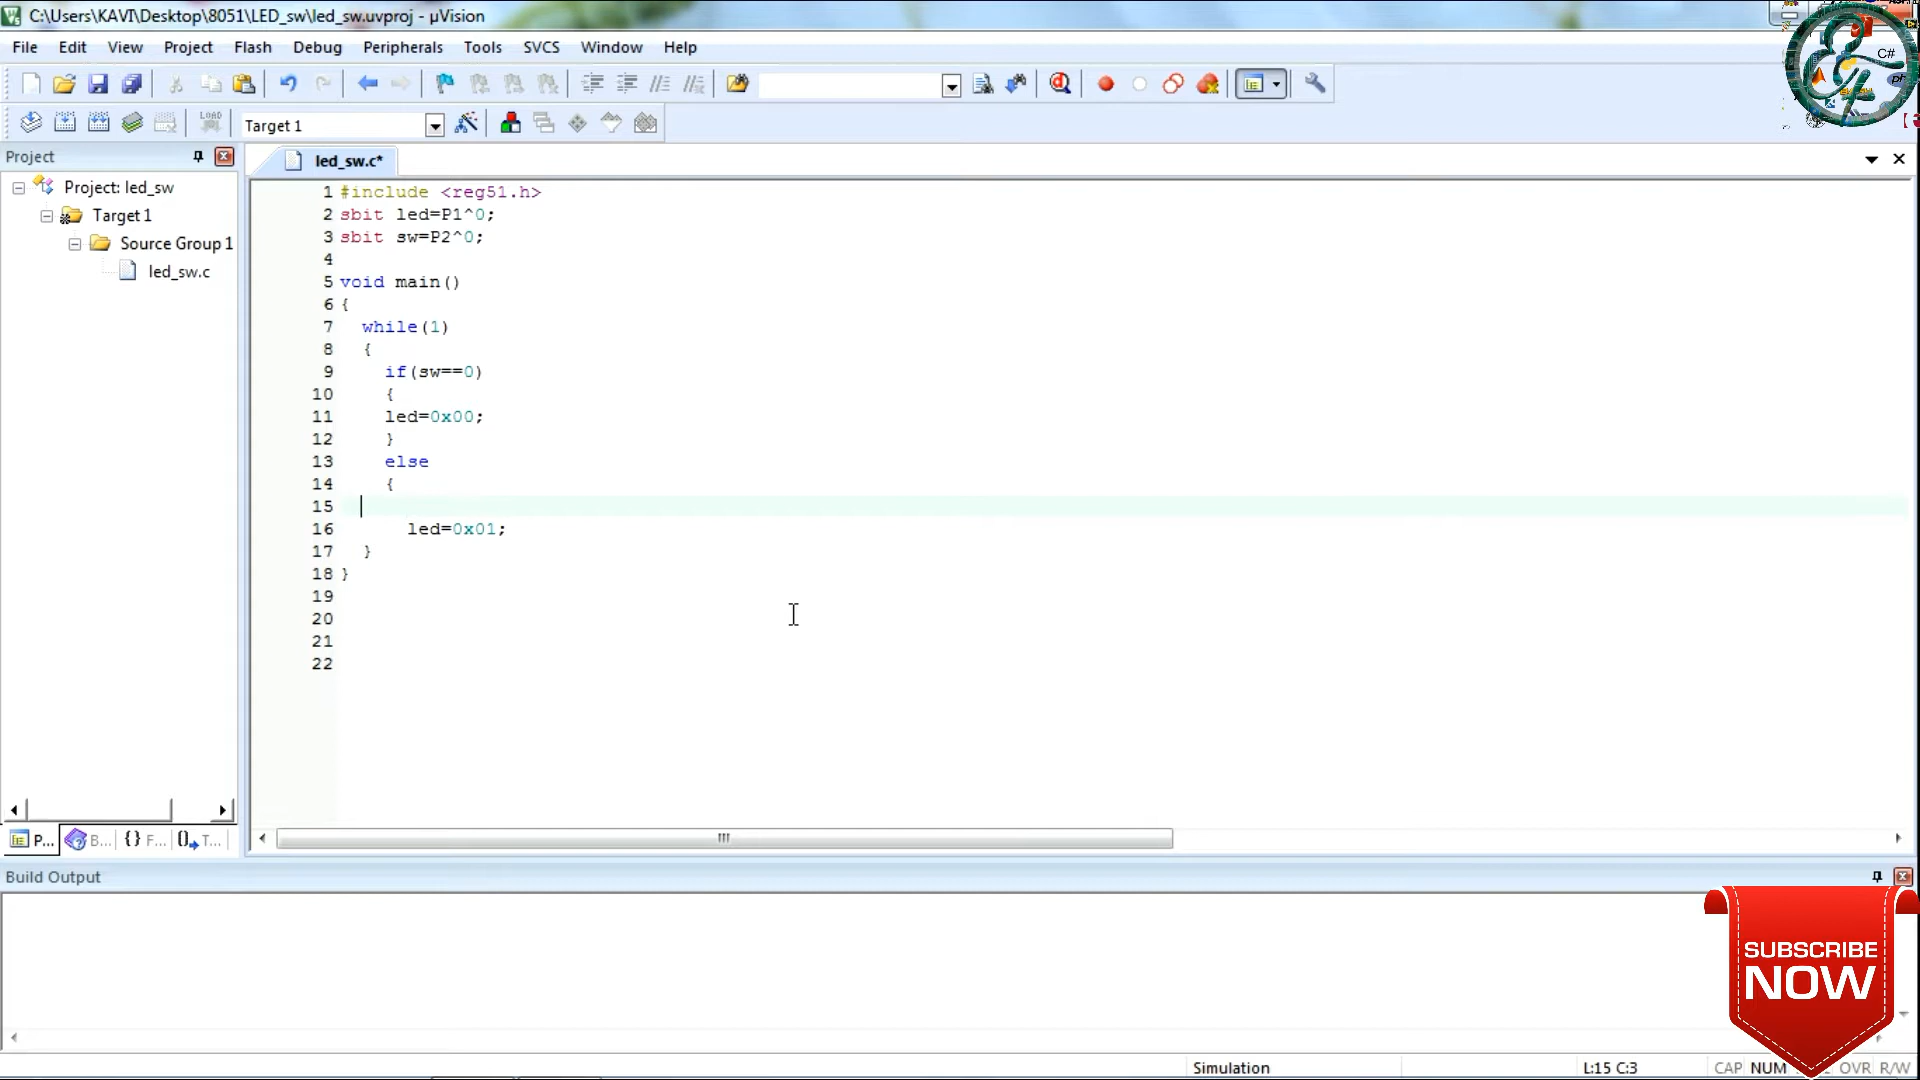 C:\Users\KAVI\Desktop\8051\LED_sw\led_sw.uvproj - µVision
File Edit View Project Flash Debug Peripherals Tools SVCS Window Help
C#
LOAD
Target 1
Project
led_sw.c*
Project: led_sw
Target 1
Source Group 1
led_sw.c
1 #include <reg51.h>
2 sbit led=P1^0;
3 sbit sw=P2^0;
4
5 void main()
6 {
7 while(1)
8 {
9 if(sw==0)
10 {
11 led=0x00;
12 }
13 else
14 {
15
16 led=0x01;
17 }
18 }
19
20
21
22
P... B... {} F... {} T...
Build Output
SUBSCRIBE
NOW
Simulation L:15 C:3 CAP NUM OVR R/W